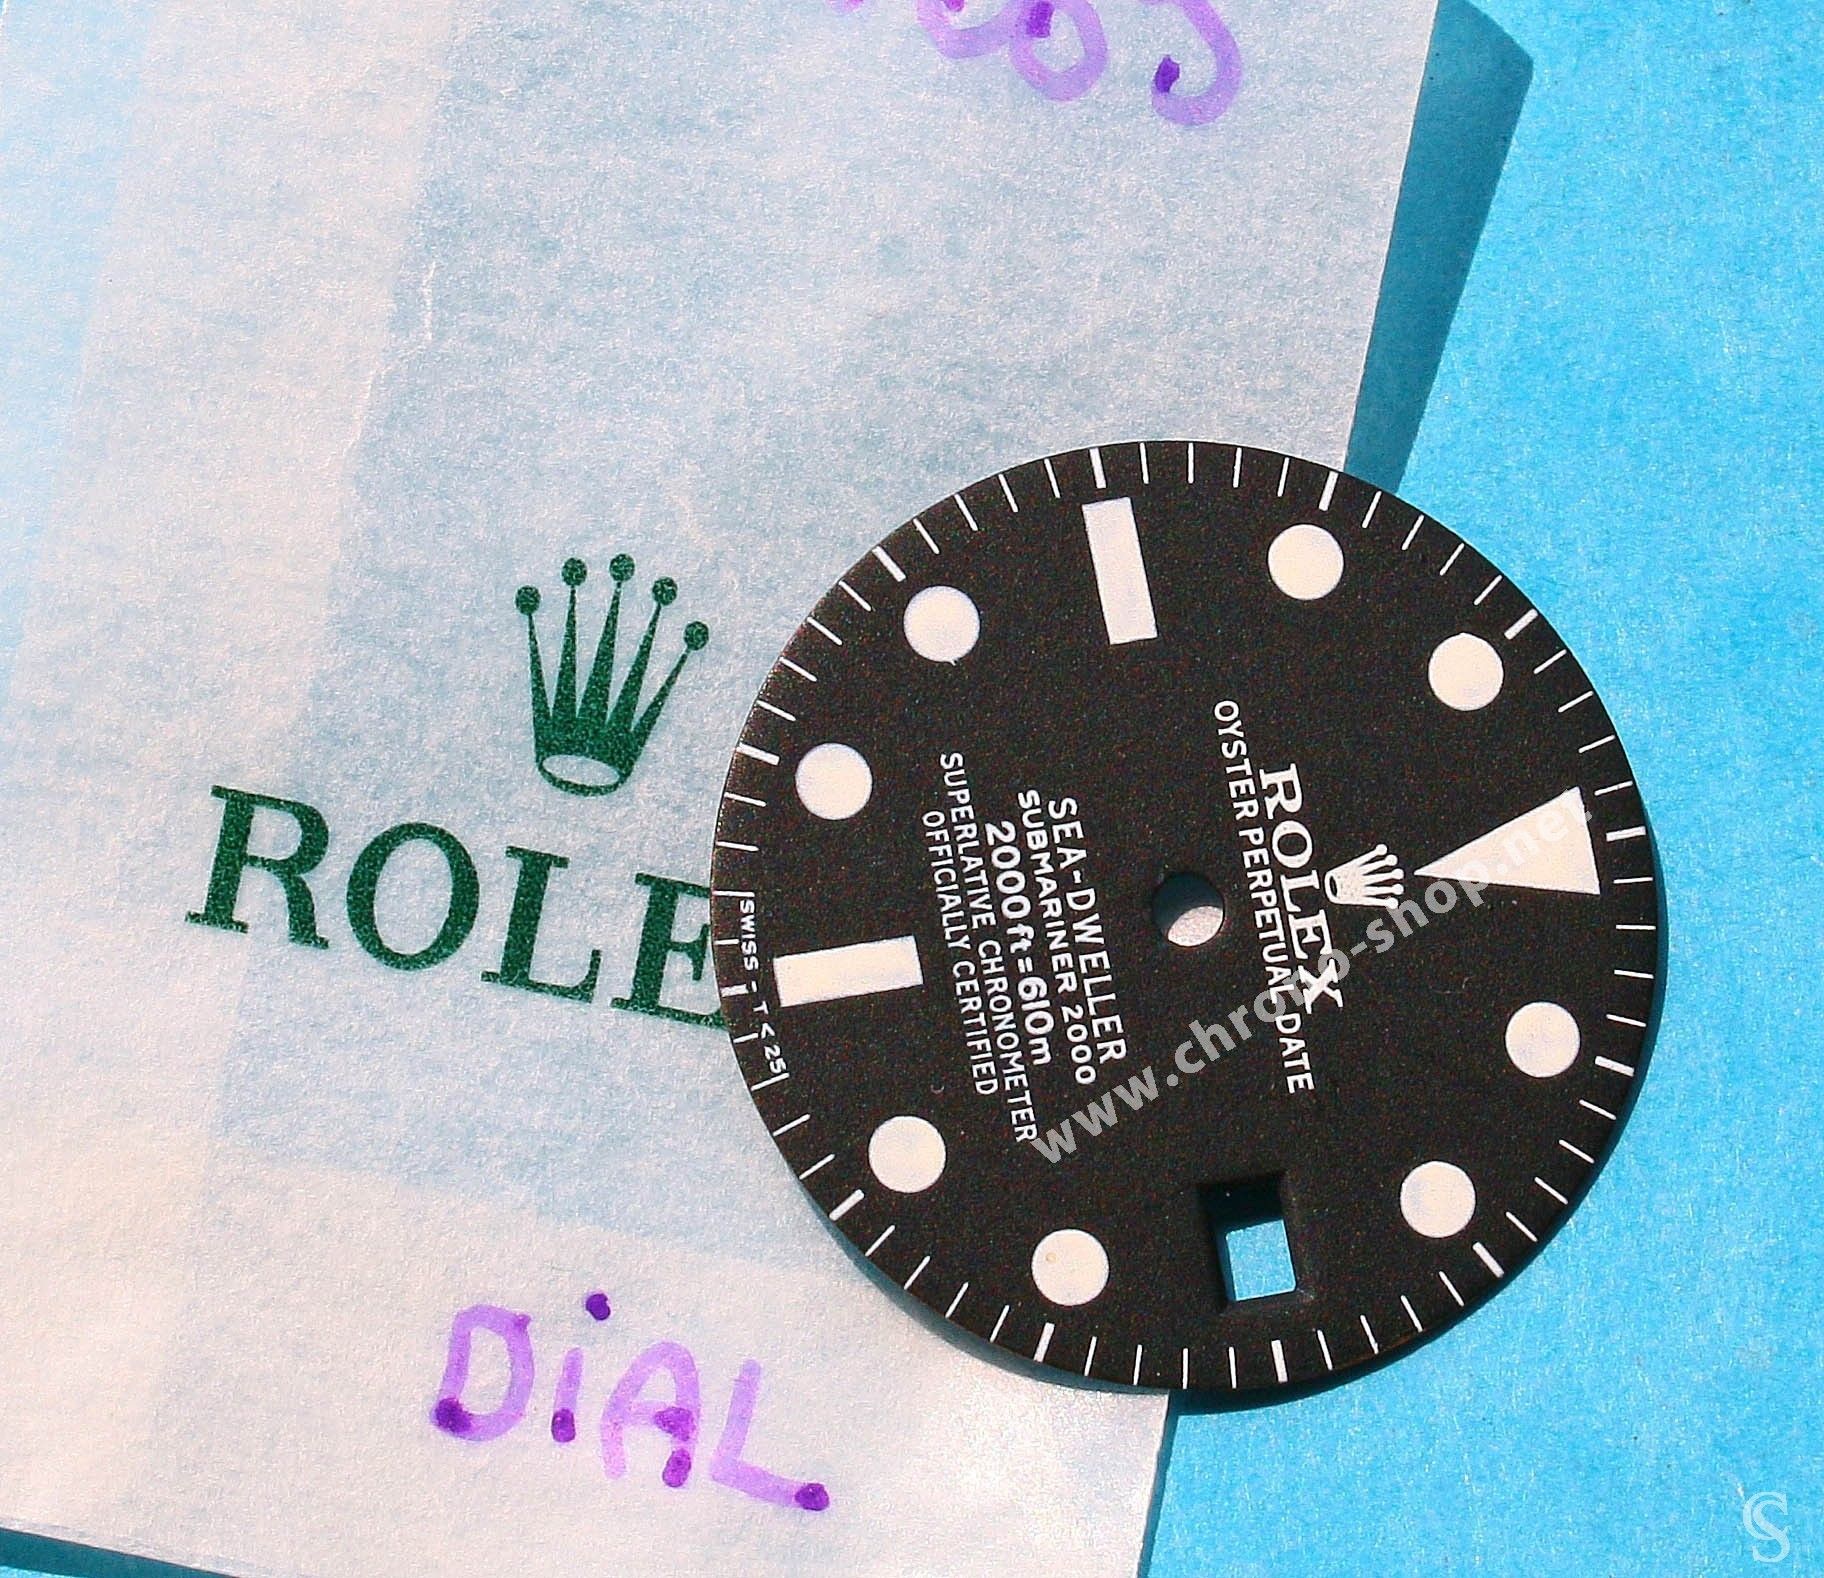 ROLEX
OYSTER PERPETUAL DATE
SEA-DWELLER
SUBMARINER 2000
2000ft=610m
SUPERLATIVE CHRONOMETER
OFFICIALLY CERTIFIED
SWISS - T<25
ROLE
DiAL
www.chrono-shop.net